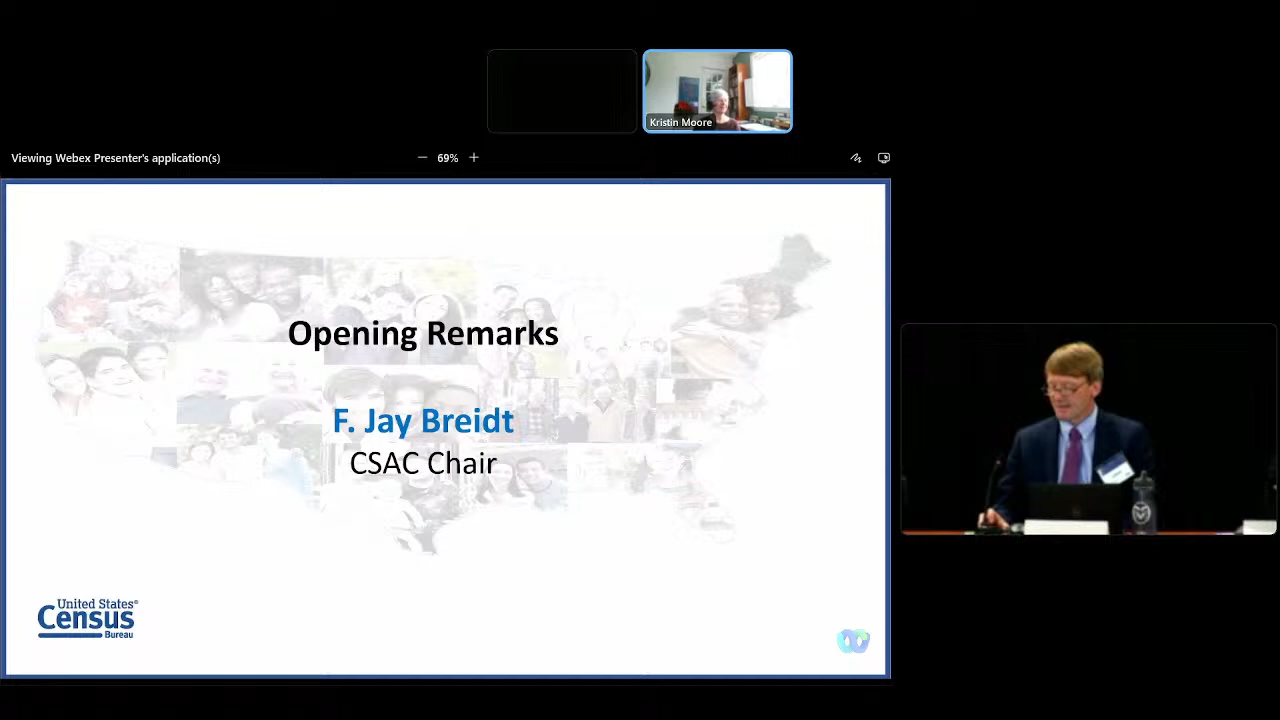 Kristin Moore
Viewing Webex Presenter's application(s)
69%
Opening Remarks
F. Jay Breidt
CSAC Chair
United States®
Census
Bureau